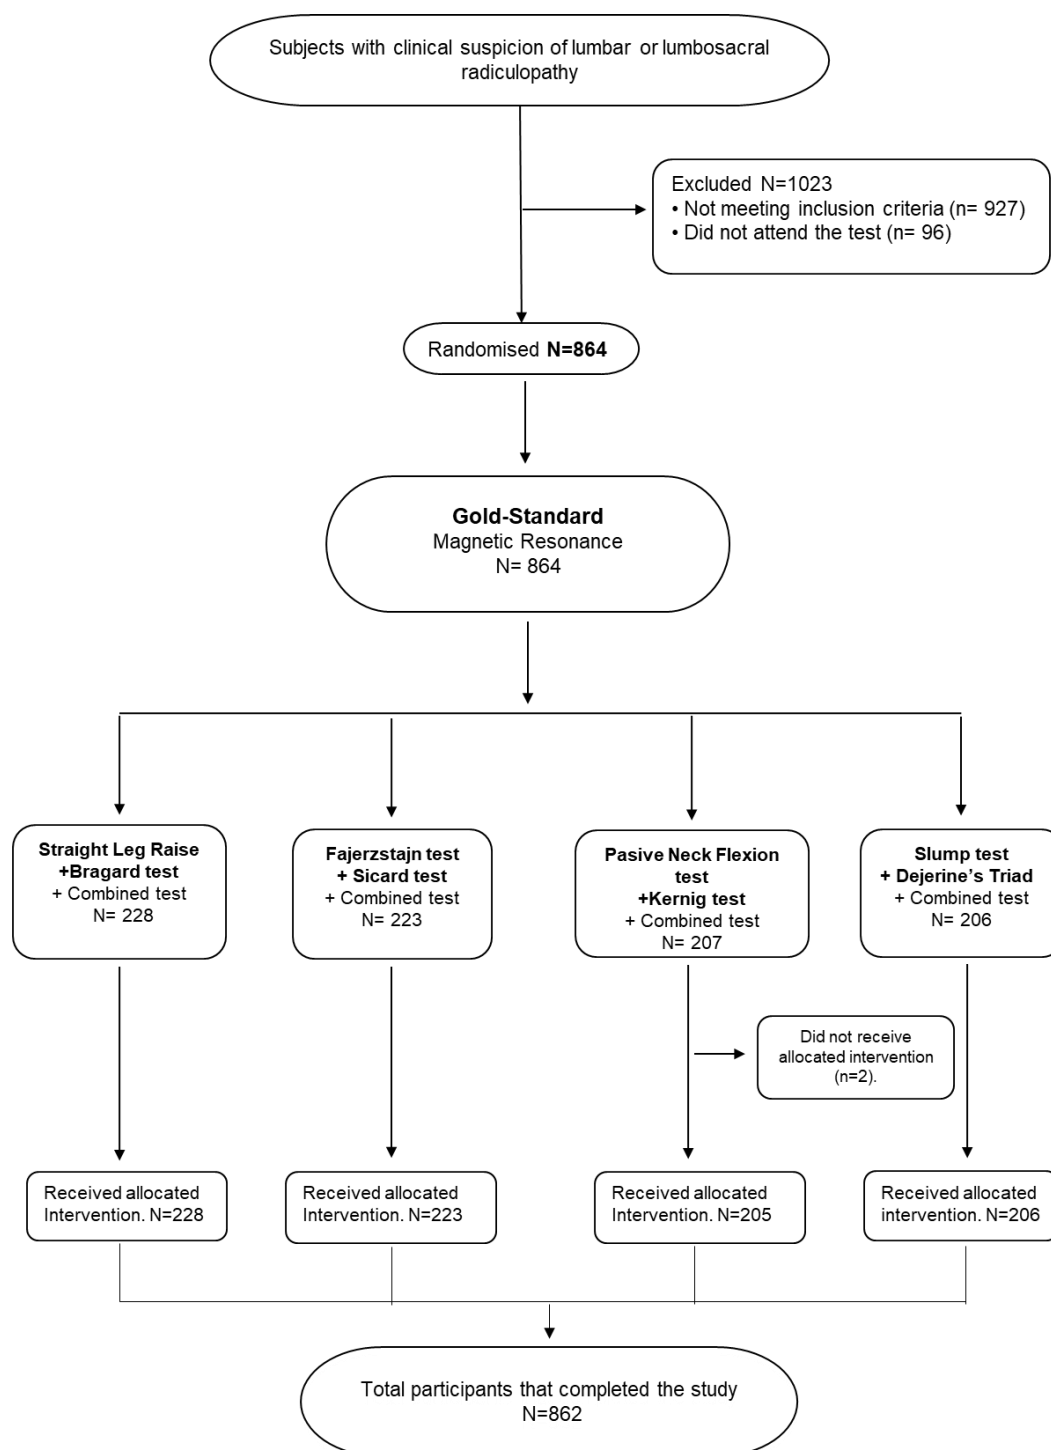 Subjects with clinical suspicion of lumbar or lumbosacral
radiculopathy
Excluded N=1023
• Not meeting inclusion criteria (n= 927)
• Did not attend the test (n= 96)
Randomised N=864
Gold-Standard
Magnetic Resonance
N= 864
Straight Leg Raise
+Bragard test
+ Combined test
N= 228
Fajerzstajn test
+ Sicard test
+ Combined test
N= 223
Pasive Neck Flexion
test
+Kernig test
+ Combined test
N= 207
Slump test
+ Dejerine’s Triad
+ Combined test
N= 206
Did not receive
allocated intervention
(n=2).
Received allocated
Intervention. N=228
Received allocated
Intervention. N=223
Received allocated
Intervention. N=205
Received allocated
intervention. N=206
Total participants that completed the study
N=862